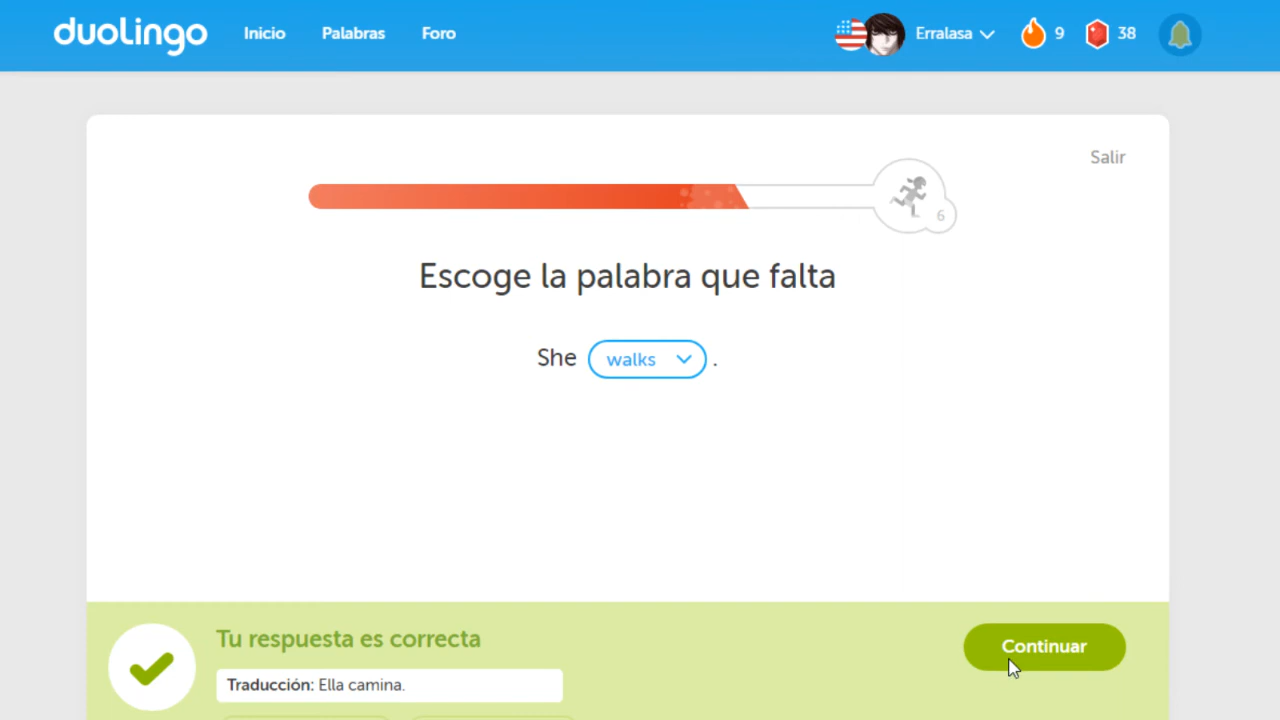 duolingo Inicio Palabras Foro Erralasa 9 38
Salir
6
Escoge la palabra que falta
She walks .
Tu respuesta es correcta
Continuar
Traducción: Ella camina.